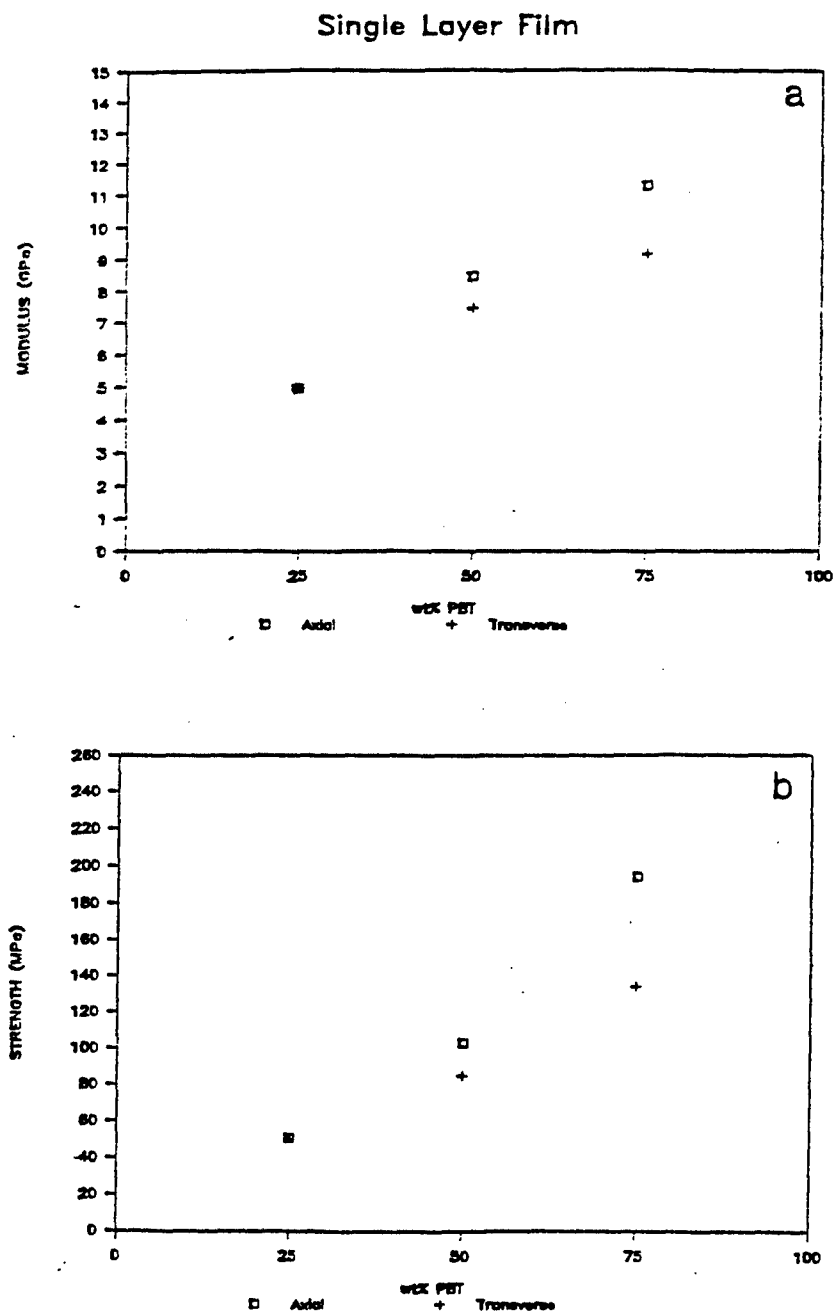 Single Layer Film
a
15
14
13
12
11
10
9
8
7
6
5
4
3
2
1
0
MODULUS (GPa)
0 25 50 75 100
wt% PBT
Axial Transverse
b
260
240
220
200
180
160
140
120
100
80
60
40
20
0
STRENGTH (MPa)
0 25 50 75 100
wt% PBT
Axial Transverse